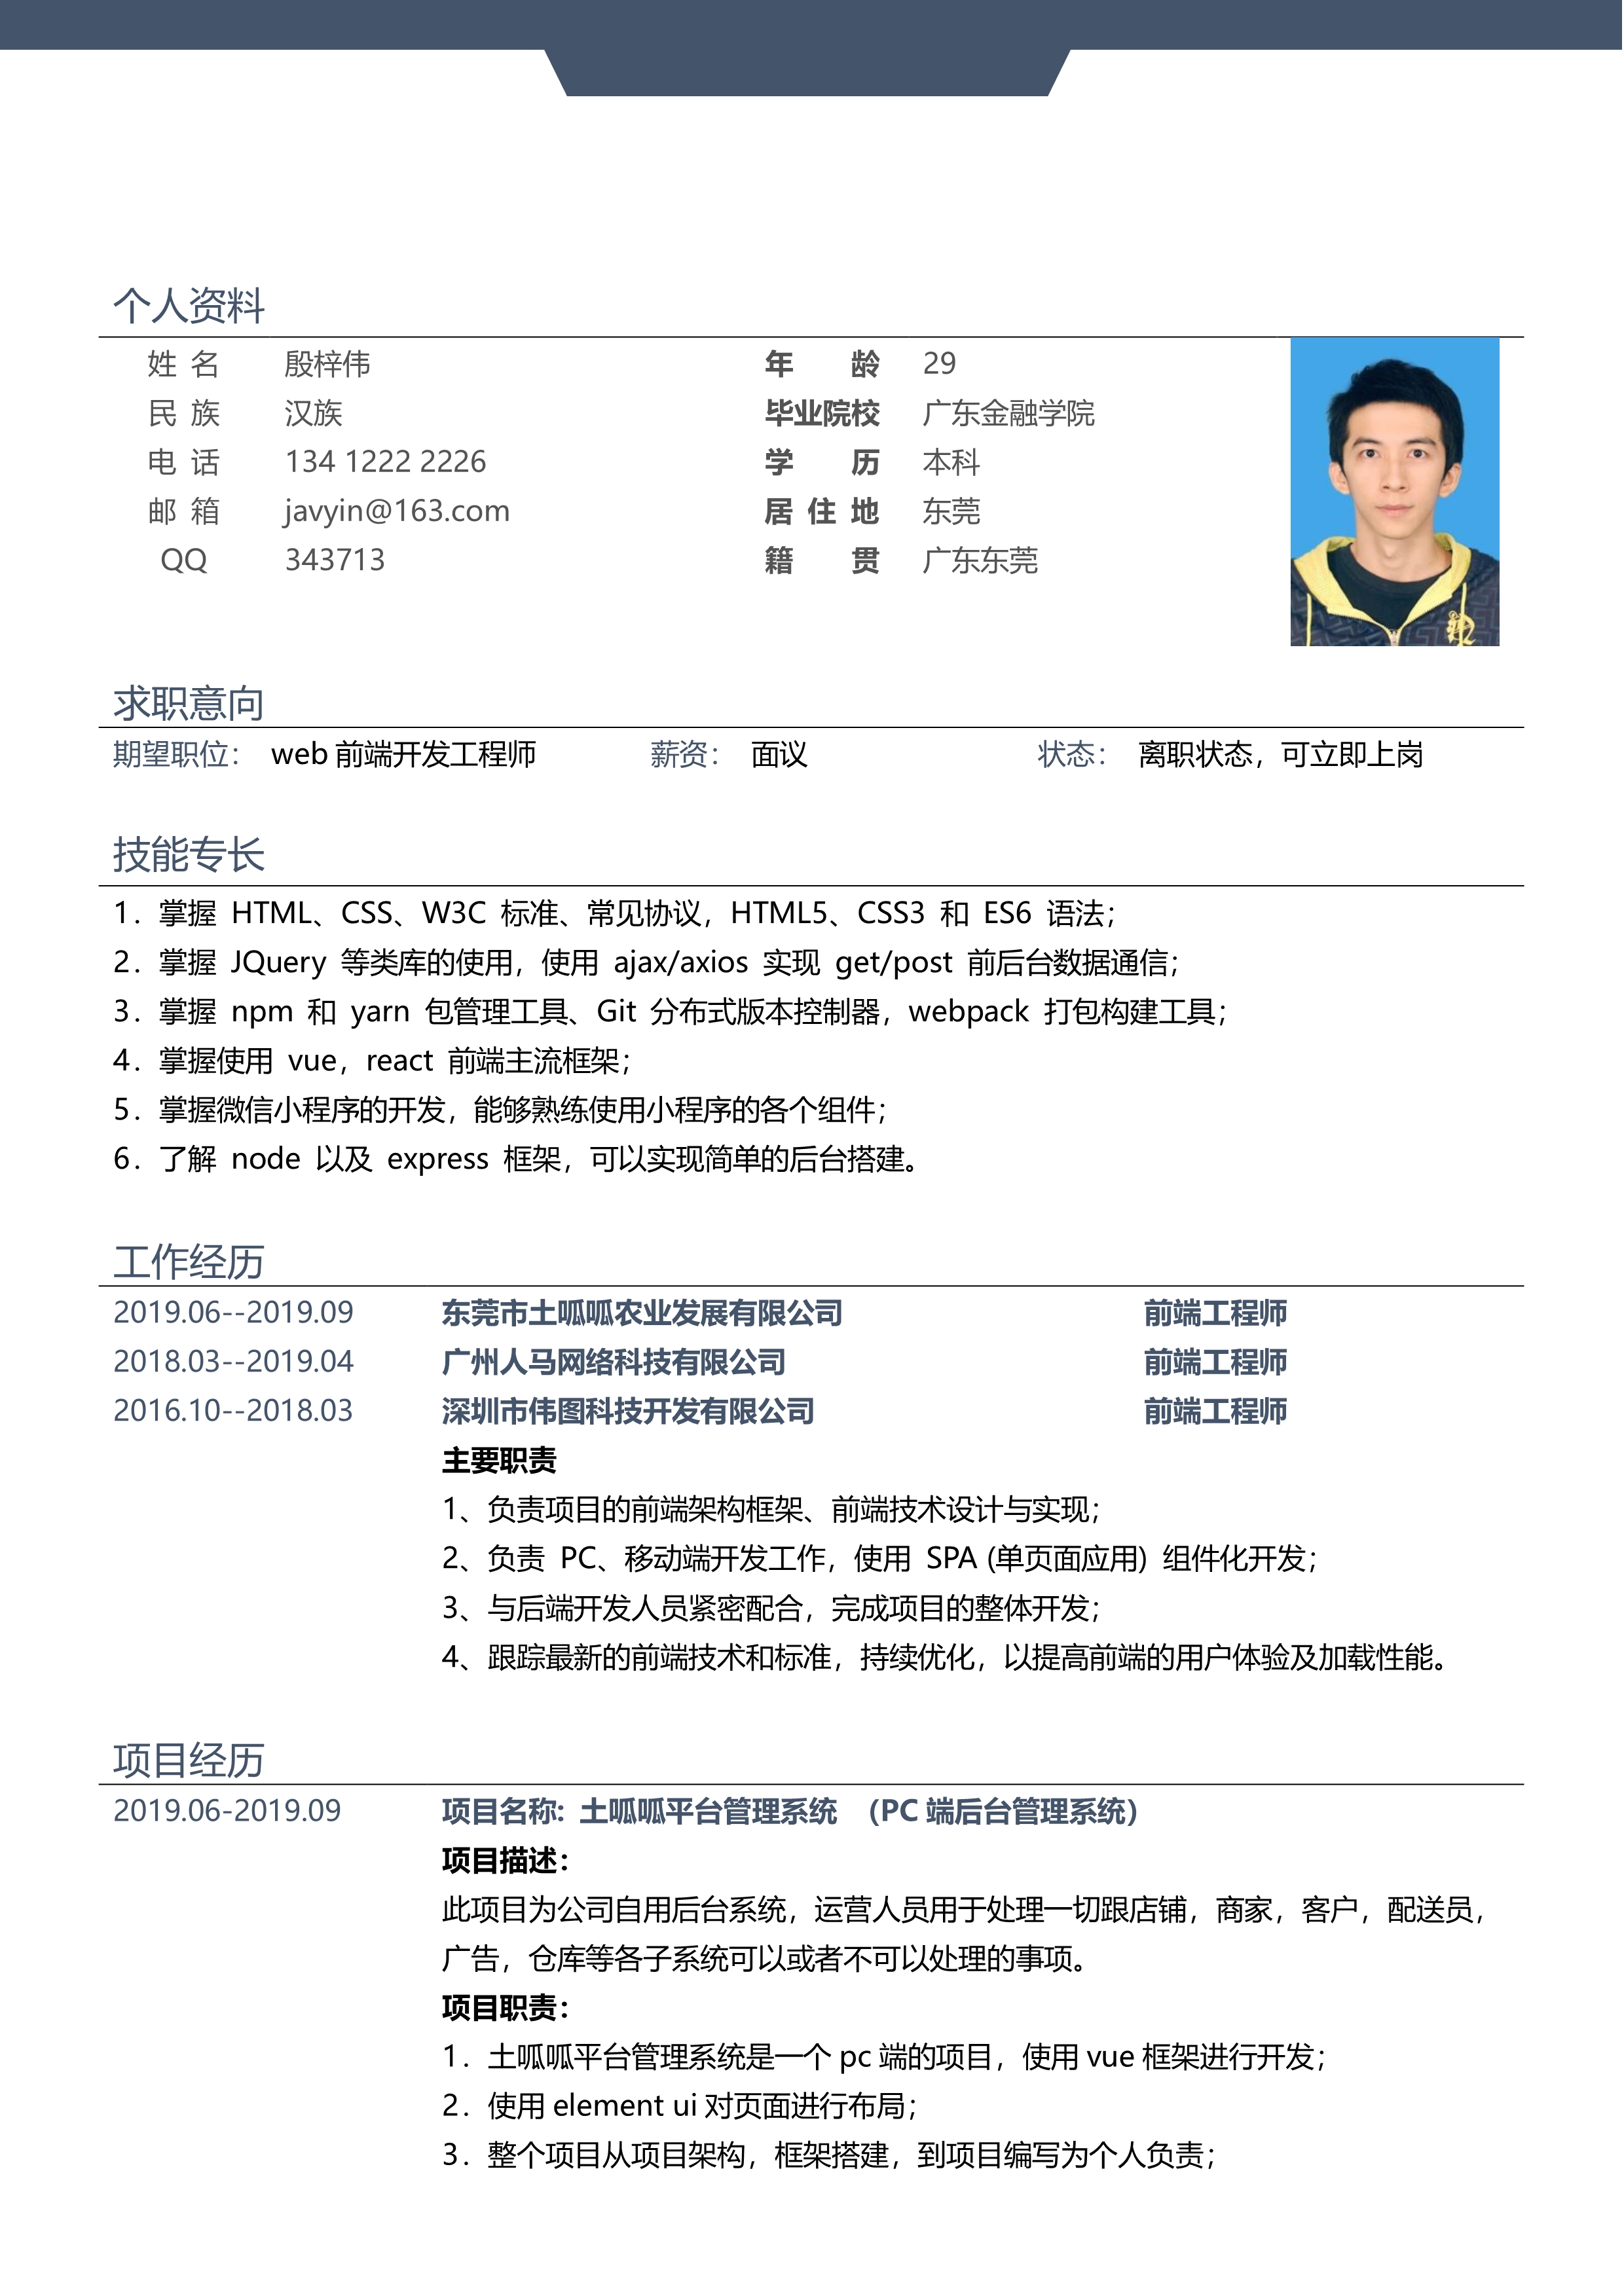 个人资料
姓 名 殷梓伟 年 龄 29
民 族 汉族 毕业院校 广东金融学院
电 话 134 1222 2226 学 历 本科
邮 箱 javyin@163.com 居 住 地 东莞
QQ 343713 籍 贯 广东东莞
求职意向
期望职位： web 前端开发工程师 薪资： 面议 状态： 离职状态，可立即上岗
技能专长
1．掌握 HTML、CSS、W3C 标准、常见协议，HTML5、CSS3 和 ES6 语法；
2．掌握 JQuery 等类库的使用，使用 ajax/axios 实现 get/post 前后台数据通信；
3．掌握 npm 和 yarn 包管理工具、Git 分布式版本控制器，webpack 打包构建工具；
4．掌握使用 vue，react 前端主流框架；
5．掌握微信小程序的开发，能够熟练使用小程序的各个组件；
6．了解 node 以及 express 框架，可以实现简单的后台搭建。
工作经历
2019.06--2019.09 东莞市土呱呱农业发展有限公司 前端工程师
2018.03--2019.04 广州人马网络科技有限公司 前端工程师
2016.10--2018.03 深圳市伟图科技开发有限公司 前端工程师
主要职责
1、负责项目的前端架构框架、前端技术设计与实现；
2、负责 PC、移动端开发工作，使用 SPA (单页面应用) 组件化开发；
3、与后端开发人员紧密配合，完成项目的整体开发；
4、跟踪最新的前端技术和标准，持续优化，以提高前端的用户体验及加载性能。
项目经历
2019.06-2019.09 项目名称: 土呱呱平台管理系统 （PC 端后台管理系统）
项目描述：
此项目为公司自用后台系统，运营人员用于处理一切跟店铺，商家，客户，配送员，
广告，仓库等各子系统可以或者不可以处理的事项。
项目职责：
1．土呱呱平台管理系统是一个 pc 端的项目，使用 vue 框架进行开发；
2．使用 element ui 对页面进行布局；
3．整个项目从项目架构，框架搭建，到项目编写为个人负责；